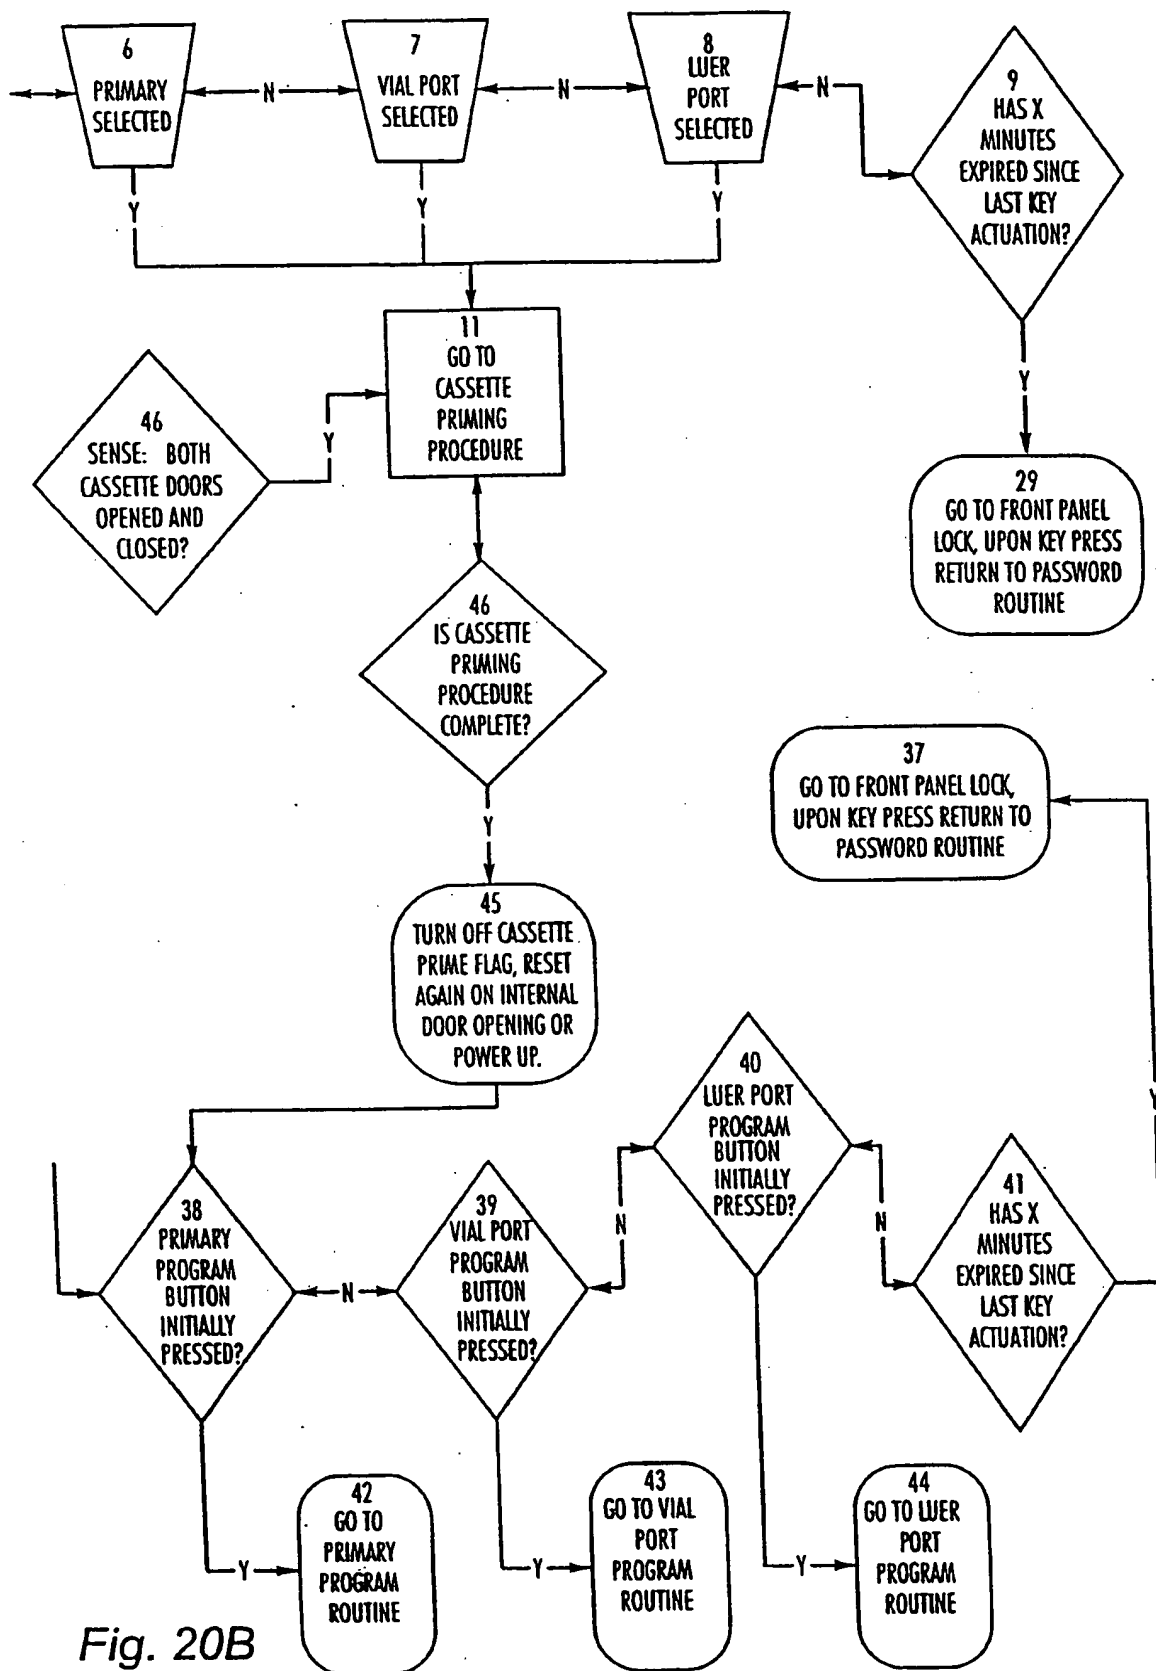 6
PRIMARY
SELECTED
N
7
VIAL PORT
SELECTED
N
8
LUER
PORT
SELECTED
N
9
HAS X
MINUTES
EXPIRED SINCE
LAST KEY
ACTUATION?
Y
Y
Y
Y
11
GO TO
CASSETTE
PRIMING
PROCEDURE
46
SENSE: BOTH
CASSETTE DOORS
OPENED AND
CLOSED?
Y
29
GO TO FRONT PANEL
LOCK, UPON KEY PRESS
RETURN TO PASSWORD
ROUTINE
46
IS CASSETTE
PRIMING
PROCEDURE
COMPLETE?
Y
37
GO TO FRONT PANEL LOCK,
UPON KEY PRESS RETURN TO
PASSWORD ROUTINE
45
TURN OFF CASSETTE
PRIME FLAG, RESET
AGAIN ON INTERNAL
DOOR OPENING OR
POWER UP.
Y
38
PRIMARY
PROGRAM
BUTTON
INITIALLY
PRESSED?
N
39
VIAL PORT
PROGRAM
BUTTON
INITIALLY
PRESSED?
N
40
LUER PORT
PROGRAM
BUTTON
INITIALLY
PRESSED?
N
41
HAS X
MINUTES
EXPIRED SINCE
LAST KEY
ACTUATION?
Y
42
GO TO
PRIMARY
PROGRAM
ROUTINE
Y
43
GO TO VIAL
PORT
PROGRAM
ROUTINE
Y
44
GO TO LUER
PORT
PROGRAM
ROUTINE
Fig. 20B